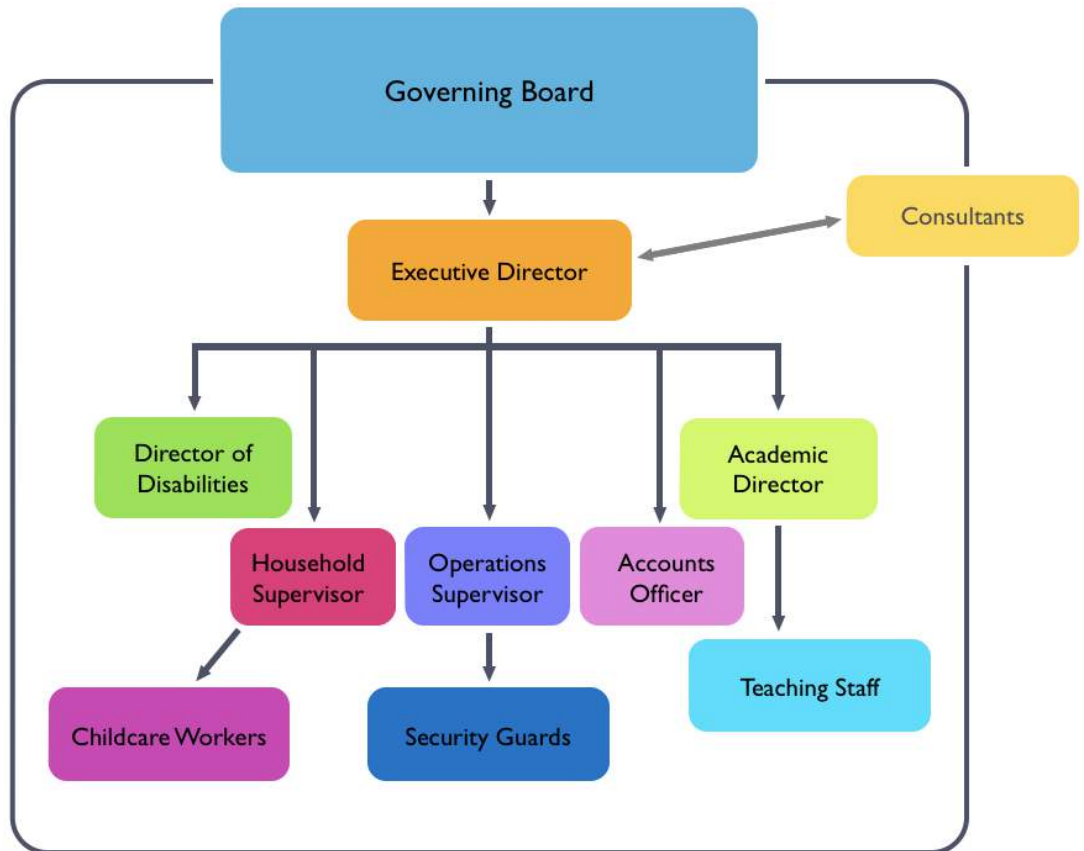 Governing Board
Consultants
Executive Director
Director of
Disabilities
Academic
Director
Household
Supervisor
Operations
Supervisor
Accounts
Officer
Teaching Staff
Childcare Workers
Security Guards